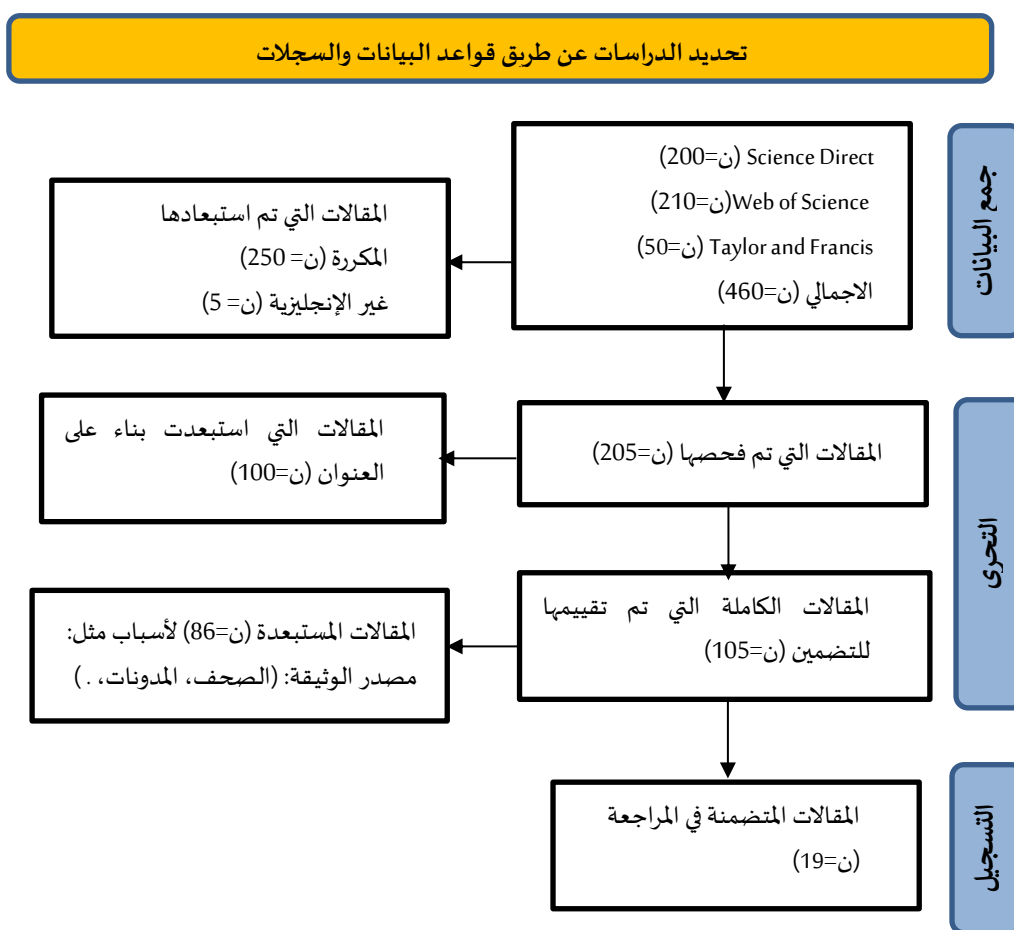 تحديد الدراسات عن طريق قواعد البيانات والسجلات
جمع البيانات
Science Direct (ن=200)
Web of Science(ن=210)
Taylor and Francis (ن=50)
الاجمالي (ن=460)
المقالات التي تم استبعادها
المكررة (ن= 250)
غير الإنجليزية (ن= 5)
التحرى
المقالات التي تم فحصها (ن=205)
المقالات التي استبعدت بناء على
العنوان (ن=100)
المقالات الكاملة التي تم تقييمها
للتضمين (ن=105)
المقالات المستبعدة (ن=86) لأسباب مثل:
مصدر الوثيقة: (الصحف، المدونات، . )
التسجيل
المقالات المتضمنة في المراجعة
(ن=19)